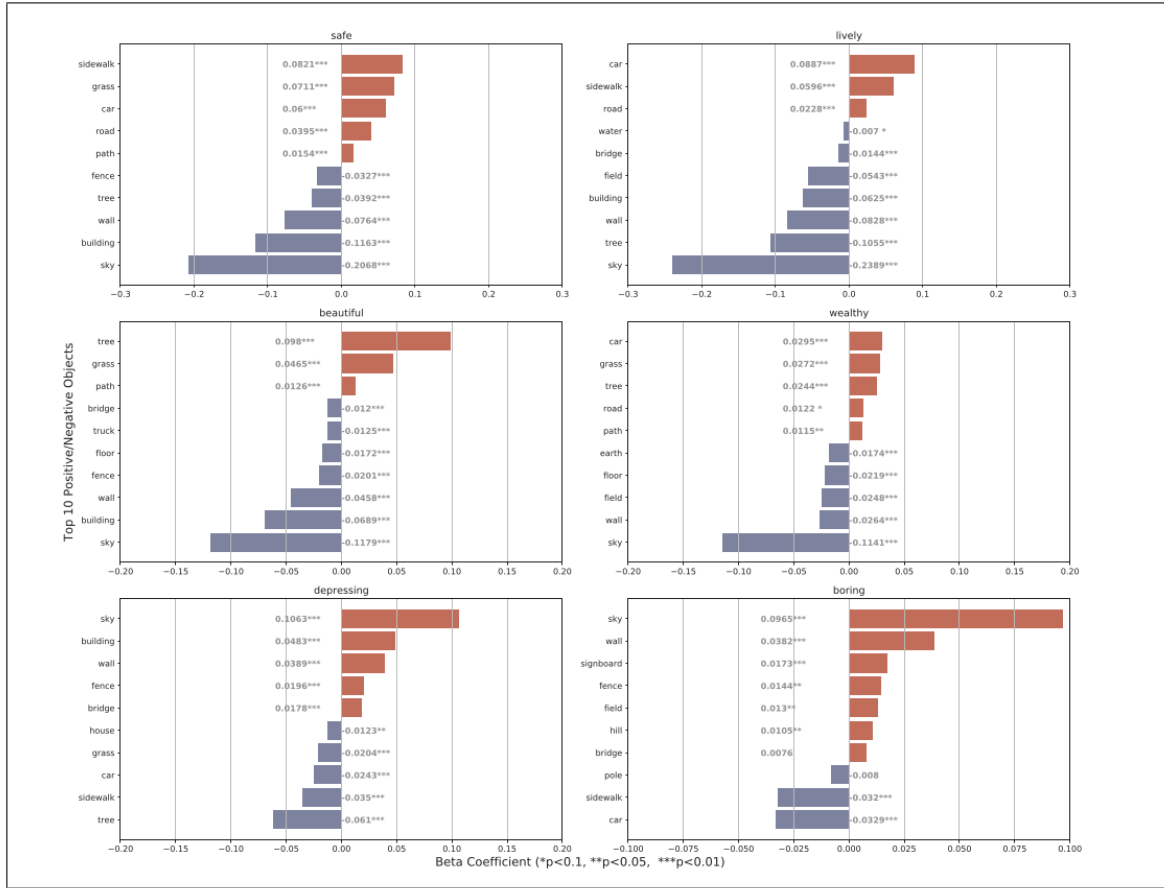 safe
sidewalk 0.0821***
grass 0.0711***
car 0.06***
road 0.0395***
path 0.0154***
fence -0.0327***
tree -0.0392***
wall -0.0764***
building -0.1163***
sky -0.2068***
−0.3 −0.2 −0.1 0.0 0.1 0.2 0.3
lively
car 0.0887***
sidewalk 0.0596***
road 0.0228***
water -0.007 *
bridge -0.0144***
field -0.0543***
building -0.0625***
wall -0.0828***
tree -0.1055***
sky -0.2389***
−0.3 −0.2 −0.1 0.0 0.1 0.2 0.3
Top 10 Positive/Negative Objects
beautiful
tree 0.098***
grass 0.0465***
path 0.0126***
bridge -0.012***
truck -0.0125***
floor -0.0172***
fence -0.0201***
wall -0.0458***
building -0.0689***
sky -0.1179***
−0.20 −0.15 −0.10 −0.05 0.00 0.05 0.10 0.15 0.20
wealthy
car 0.0295***
grass 0.0272***
tree 0.0244***
road 0.0122 *
path 0.0115**
earth -0.0174***
floor -0.0219***
field -0.0248***
wall -0.0264***
sky -0.1141***
−0.20 −0.15 −0.10 −0.05 0.00 0.05 0.10 0.15 0.20
depressing
sky 0.1063***
building 0.0483***
wall 0.0389***
fence 0.0196***
bridge 0.0178***
house -0.0123**
grass -0.0204***
car -0.0243***
sidewalk -0.035***
tree -0.061***
−0.20 −0.15 −0.10 −0.05 0.00 0.05 0.10 0.15 0.20
boring
sky 0.0965***
wall 0.0382***
signboard 0.0173***
fence 0.0144**
field 0.013**
hill 0.0105**
bridge 0.0076
pole -0.008
sidewalk -0.032***
car -0.0329***
−0.100 −0.075 −0.050 −0.025 0.000 0.025 0.050 0.075 0.100
Beta Coefficient (*p<0.1, **p<0.05, ***p<0.01)